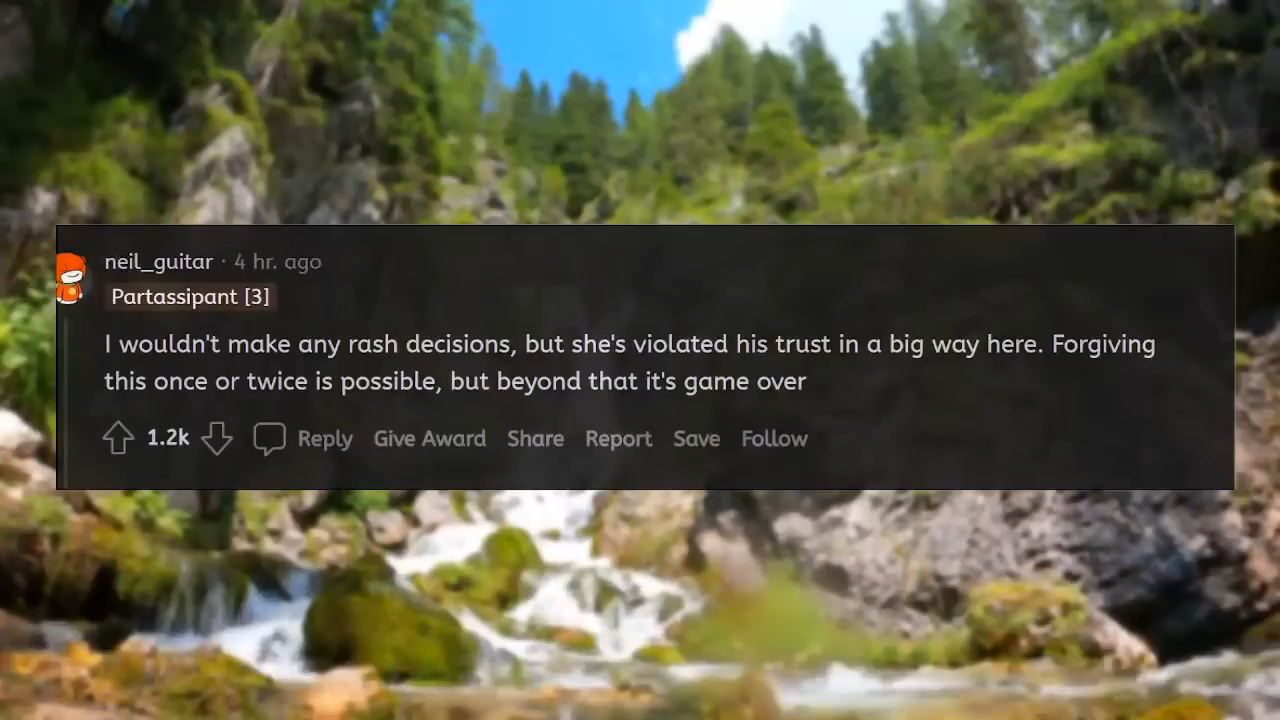 neil_guitar · 4 hr. ago
Partassipant [3]
I wouldn't make any rash decisions, but she's violated his trust in a big way here. Forgiving
this once or twice is possible, but beyond that it's game over
1.2k Reply Give Award Share Report Save Follow